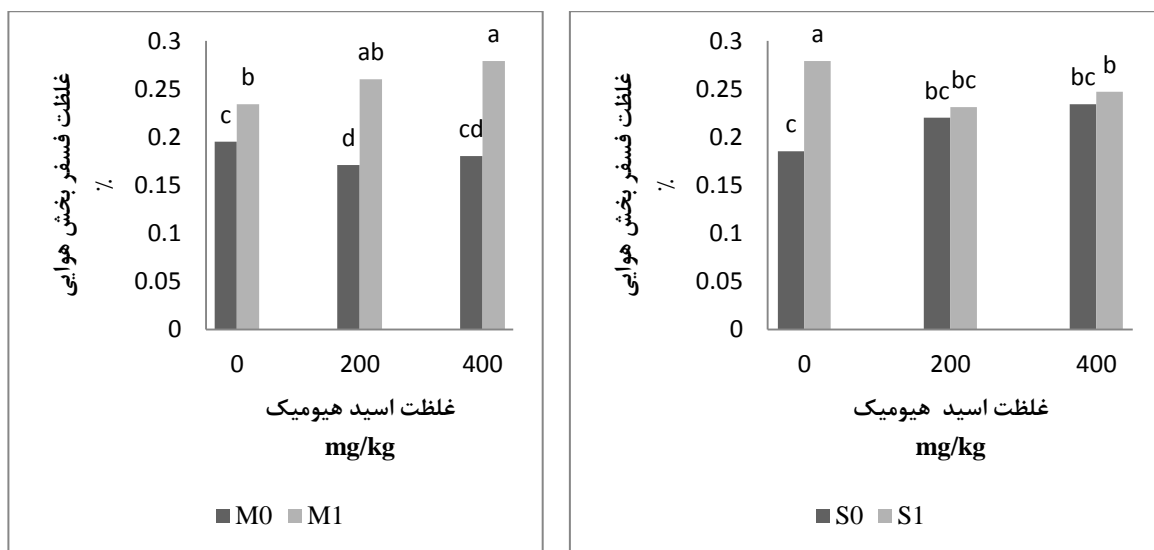 غلظت فسفر بخش هوایی
٪
0.3
0.25
0.2
0.15
0.1
0.05
0
c
b
d
ab
cd
a
0
200
400
غلظت اسید هیومیک
mg/kg
M0
M1
غلظت فسفر بخش هوایی
٪
0.3
0.25
0.2
0.15
0.1
0.05
0
c
a
bc
bc
bc
b
0
200
400
غلظت اسید هیومیک
mg/kg
S0
S1